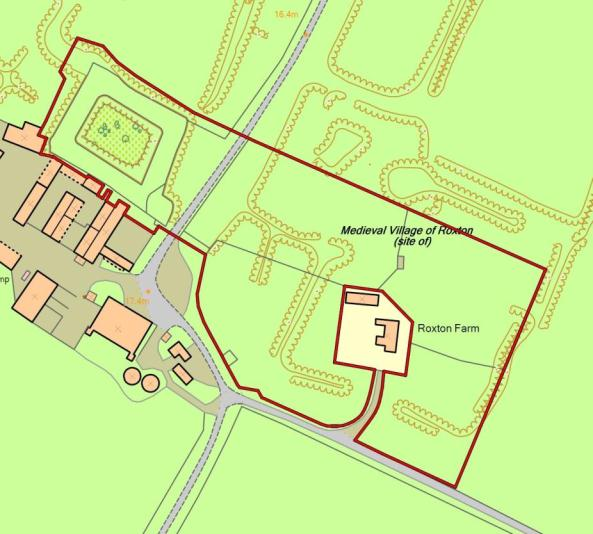 16.4m
Medieval Village of Roxton
(site of)
mp
17.4m
Roxton Farm